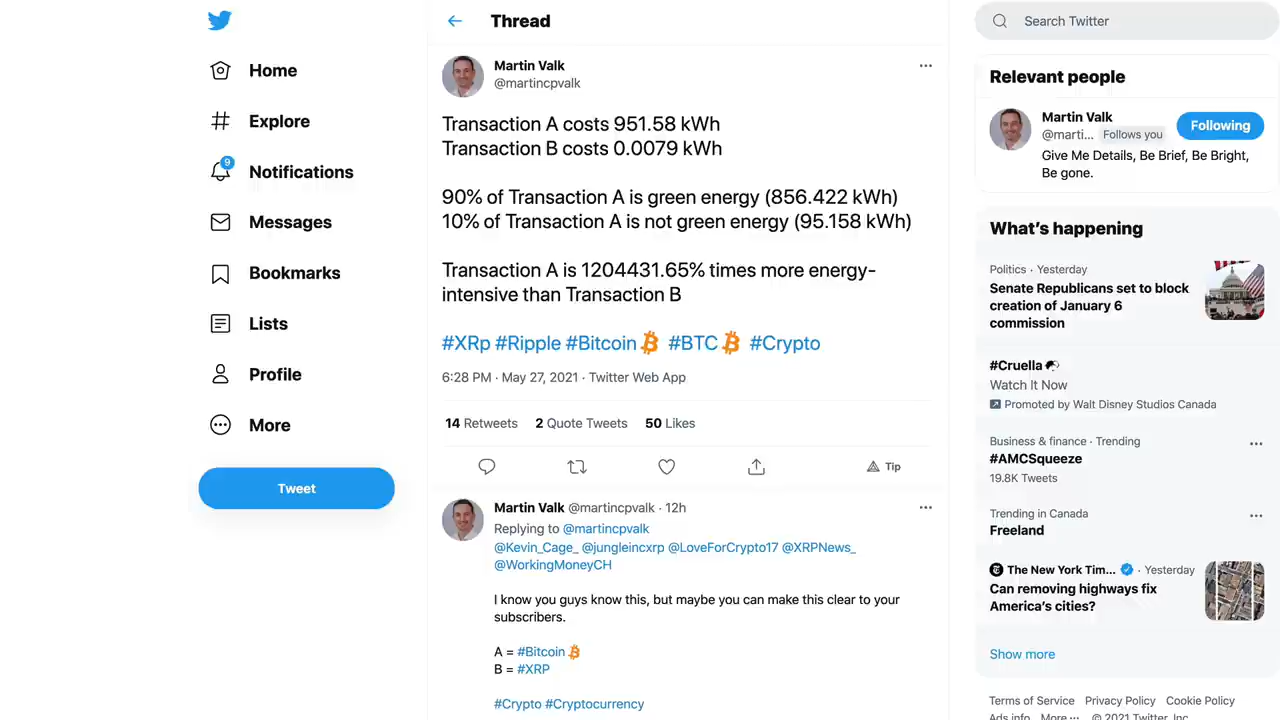 Home
Explore
9
Notifications
Messages
Bookmarks
Lists
Profile
More
Tweet
Thread
Martin Valk
@martincpvalk
Transaction A costs 951.58 kWh
Transaction B costs 0.0079 kWh
90% of Transaction A is green energy (856.422 kWh)
10% of Transaction A is not green energy (95.158 kWh)
Transaction A is 1204431.65% times more energy-
intensive than Transaction B
#XRp #Ripple #Bitcoin #BTC #Crypto
6:28 PM · May 27, 2021 · Twitter Web App
14 Retweets 2 Quote Tweets 50 Likes
Tip
Martin Valk @martincpvalk · 12h
Replying to @martincpvalk
@Kevin_Cage_ @jungleincxrp @LoveForCrypto17 @XRPNews_
@WorkingMoneyCH
I know you guys know this, but maybe you can make this clear to your
subscribers.
A = #Bitcoin
B = #XRP
#Crypto #Cryptocurrency
Search Twitter
Relevant people
Martin Valk
@marti... Follows you
Following
Give Me Details, Be Brief, Be Bright,
Be gone.
What's happening
Politics · Yesterday
Senate Republicans set to block
creation of January 6
commission
#Cruella
Watch It Now
Promoted by Walt Disney Studios Canada
Business & finance · Trending
#AMCSqueeze
19.8K Tweets
Trending in Canada
Freeland
The New York Tim... · Yesterday
Can removing highways fix
America's cities?
Show more
Terms of Service Privacy Policy Cookie Policy
Ads info More ··· © 2021 Twitter, Inc.